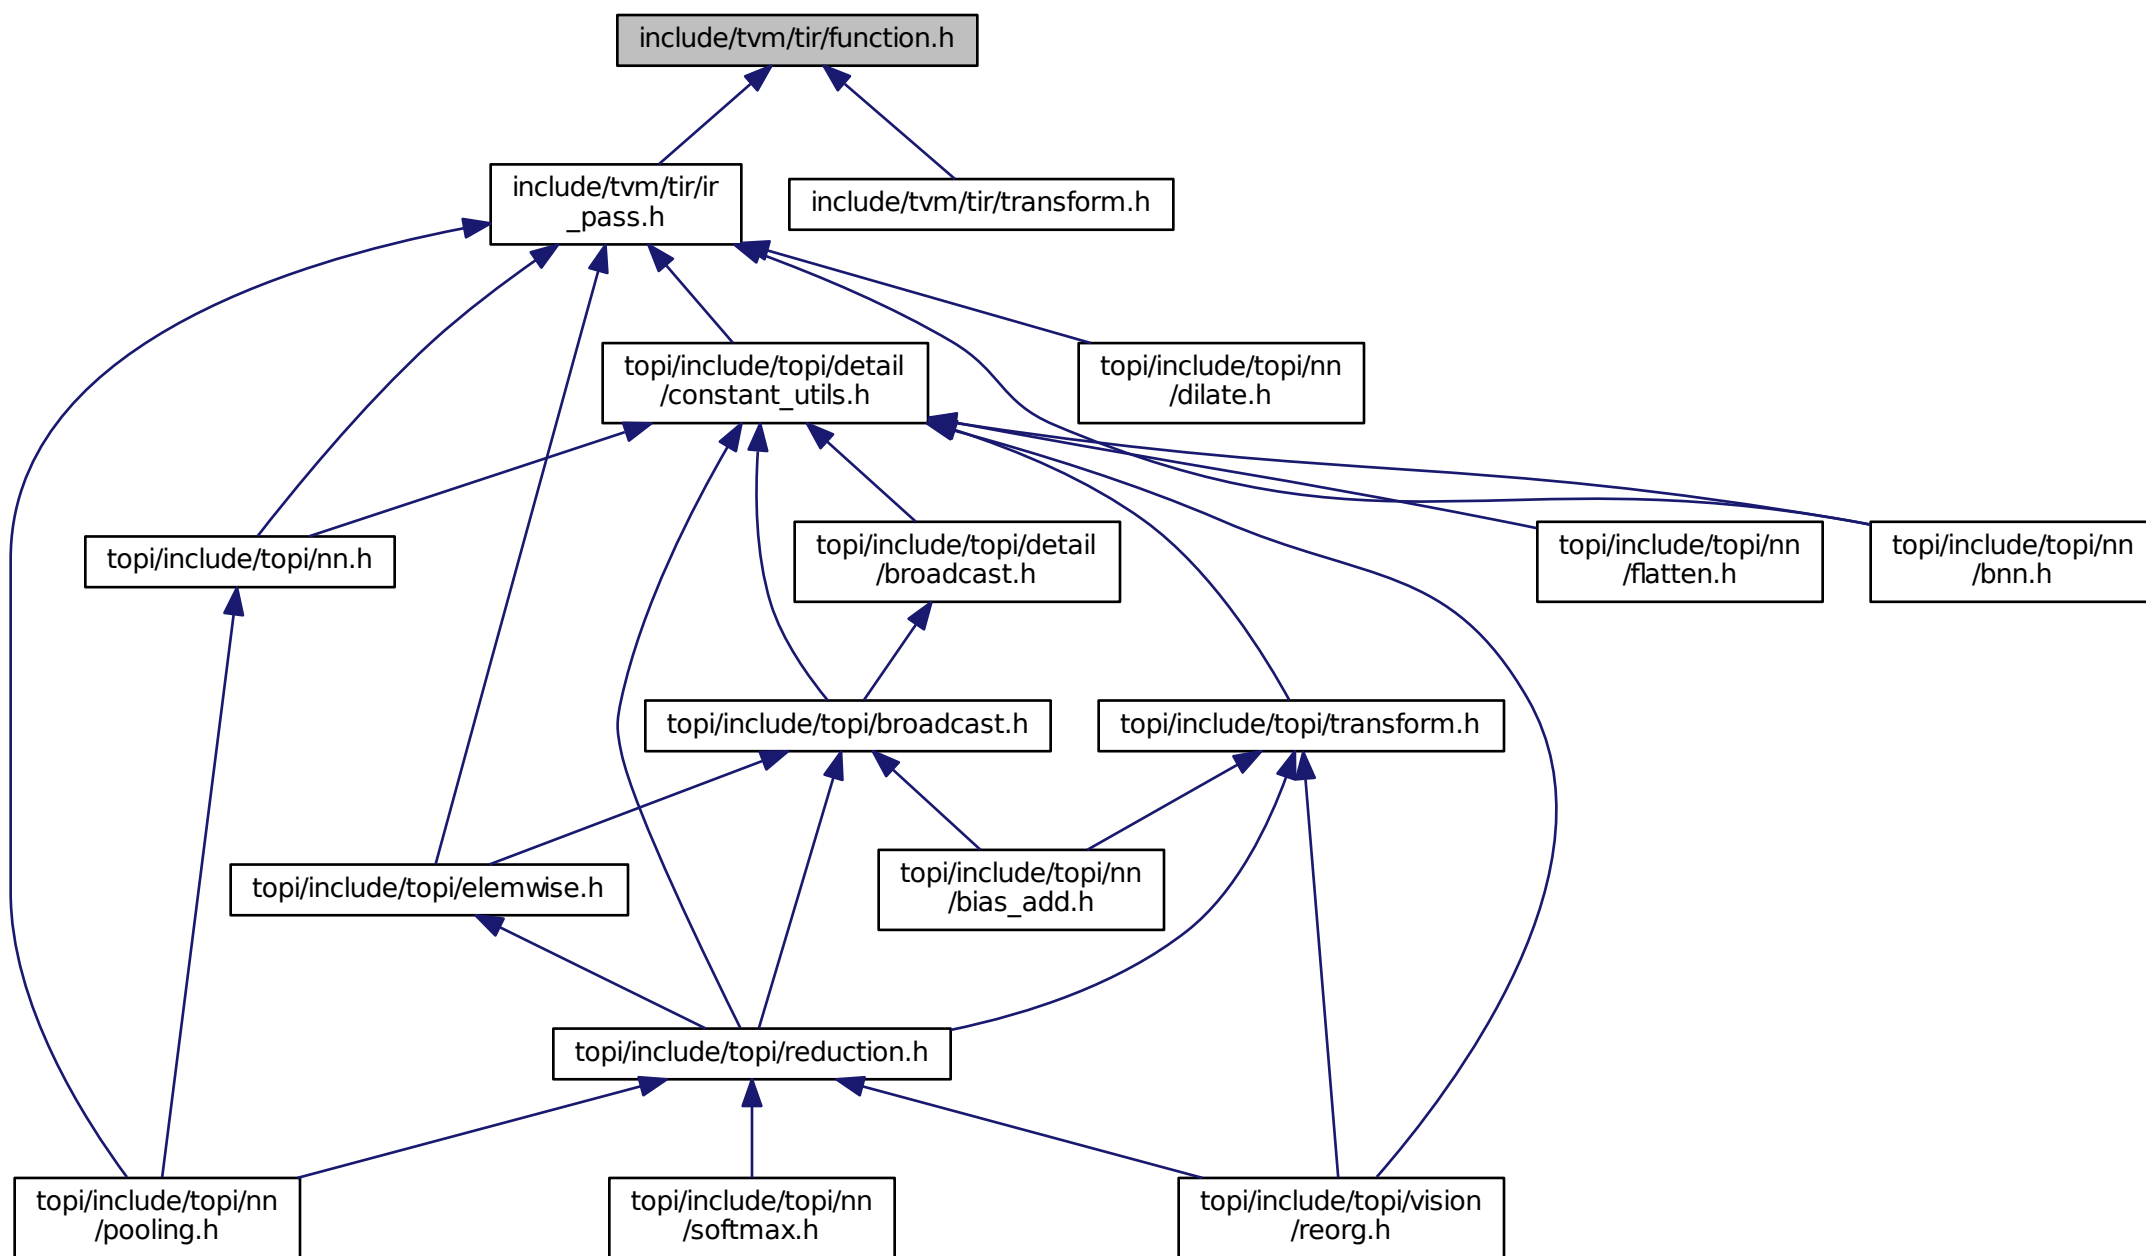 include/tvm/tir/function.h
include/tvm/tir/ir
_pass.h
include/tvm/tir/transform.h
topi/include/topi/detail
/constant_utils.h
topi/include/topi/nn
/dilate.h
topi/include/topi/nn.h
topi/include/topi/detail
/broadcast.h
topi/include/topi/nn
/flatten.h
topi/include/topi/nn
/bnn.h
topi/include/topi/broadcast.h
topi/include/topi/transform.h
topi/include/topi/elemwise.h
topi/include/topi/nn
/bias_add.h
topi/include/topi/reduction.h
topi/include/topi/nn
/pooling.h
topi/include/topi/nn
/softmax.h
topi/include/topi/vision
/reorg.h